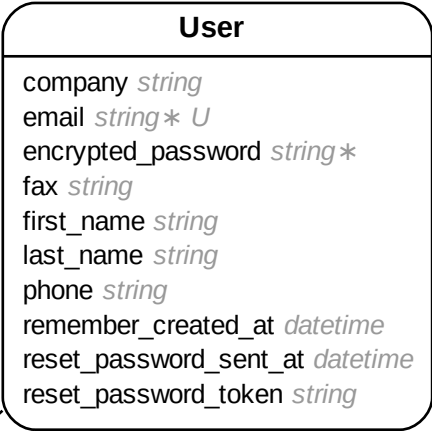 User
company string
email string∗ U
encrypted_password string∗
fax string
first_name string
last_name string
phone string
remember_created_at datetime
reset_password_sent_at datetime
reset_password_token string